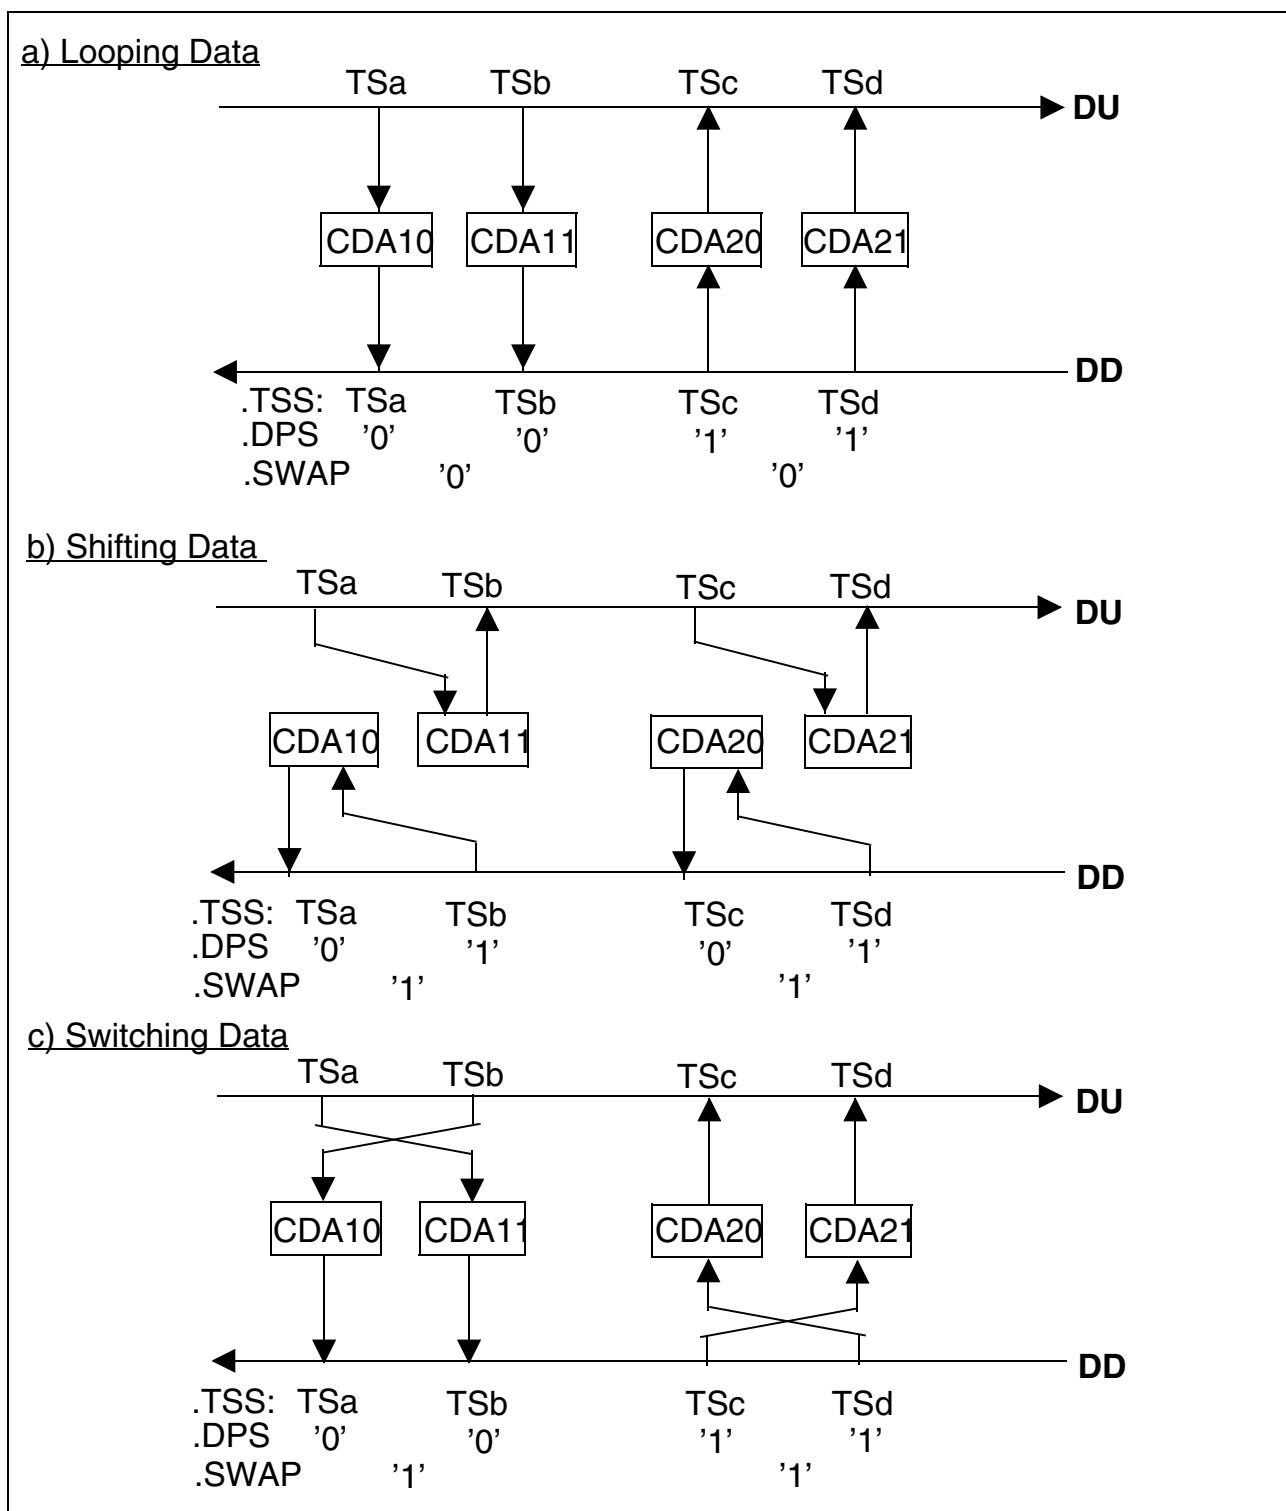 a) Looping Data
TSa TSb TSc TSd
DU
CDA10 CDA11 CDA20 CDA21
DD
.TSS: TSa TSb TSc TSd
.DPS ’0’ ’0’ ’1’ ’1’
.SWAP ’0’ ’0’
b) Shifting Data
TSa TSb TSc TSd
DU
CDA10 CDA11 CDA20 CDA21
DD
.TSS: TSa TSb TSc TSd
.DPS ’0’ ’1’ ’0’ ’1’
.SWAP ’1’ ’1’
c) Switching Data
TSa TSb TSc TSd
DU
CDA10 CDA11 CDA20 CDA21
DD
.TSS: TSa TSb TSc TSd
.DPS ’0’ ’0’ ’1’ ’1’
.SWAP ’1’ ’1’